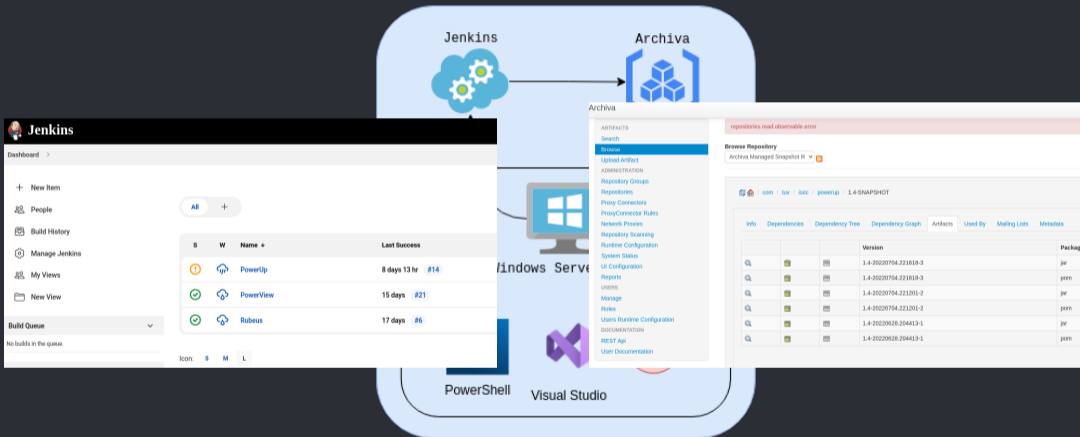 Jenkins
Archiva
Jenkins
Dashboard
New Item
People
Build History
Manage Jenkins
My Views
New View
Build Queue
No builds in the queue.
All +
S W Name ↓ Last Success
PowerUp 8 days 13 hr #14
PowerView 15 days #21
Rubeus 17 days #6
Icon: S M L
Windows Serve
PowerShell
Visual Studio
Archiva
ARTIFACTS
Search
Browse
Upload Artifact
ADMINISTRATION
Repository Groups
Repositories
Proxy Connectors
ProxyConnector Rules
Network Proxies
Repository Scanning
Runtime Configuration
System Status
UI Configuration
Reports
USERS
Manage
Roles
Users Runtime Configuration
DOCUMENTATION
REST Api
User Documentation
repositories.read.observable.error
Browse Repository
Archiva Managed Snapshot R
/ com / bar / isec / powerup / 1.4-SNAPSHOT
Info Dependencies Dependency Tree Dependency Graph Artifacts Used By Mailing Lists Metadata
Version Packag
1.4-20220704.221618-3 jar
1.4-20220704.221618-3 pom
1.4-20220704.221201-2 jar
1.4-20220704.221201-2 pom
1.4-20220628.204413-1 jar
1.4-20220628.204413-1 pom